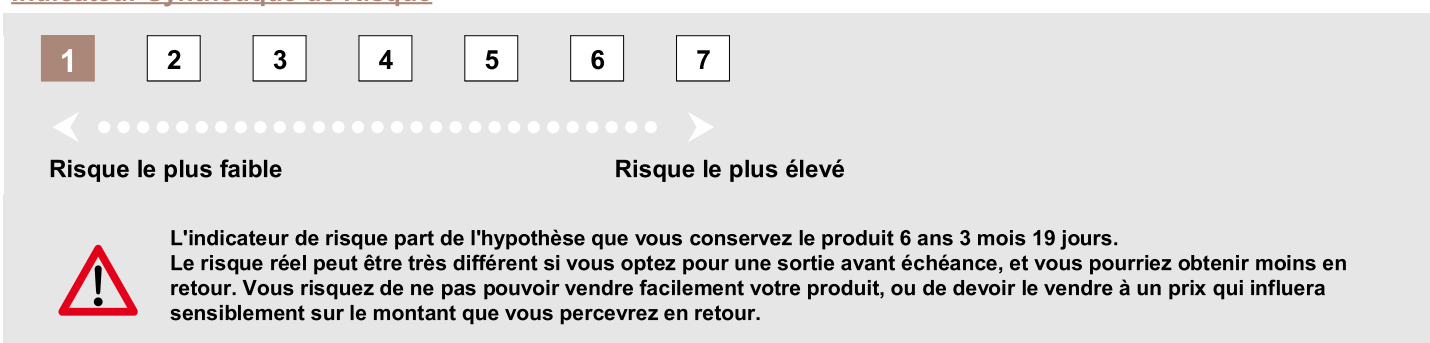 Indicateur Synthétique de Risque
1 2 3 4 5 6 7
Risque le plus faible Risque le plus élevé
L'indicateur de risque part de l'hypothèse que vous conservez le produit 6 ans 3 mois 19 jours.
Le risque réel peut être très différent si vous optez pour une sortie avant échéance, et vous pourriez obtenir moins en
retour. Vous risquez de ne pas pouvoir vendre facilement votre produit, ou de devoir le vendre à un prix qui influera
sensiblement sur le montant que vous percevrez en retour.